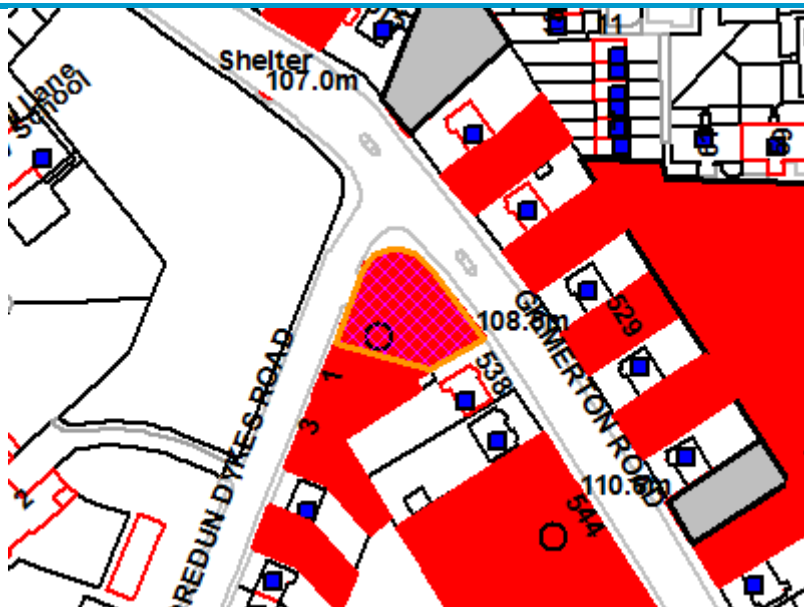 11
Shelter
107.0m
Lane
School
108.6m
GILMERTON ROAD
529
538
1
3
REDUN DYKES ROAD
110.6m
544
2